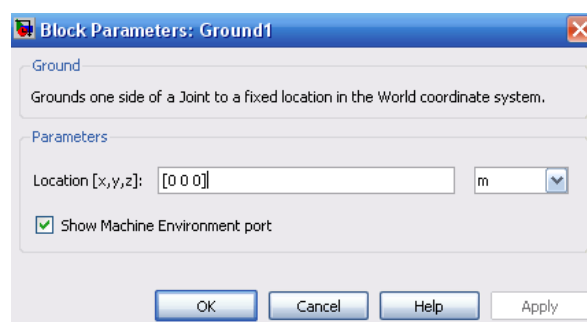 Block Parameters: Ground1
Ground
Grounds one side of a Joint to a fixed location in the World coordinate system.
Parameters
Location [x,y,z]: [0 0 0] m
Show Machine Environment port
OK Cancel Help Apply